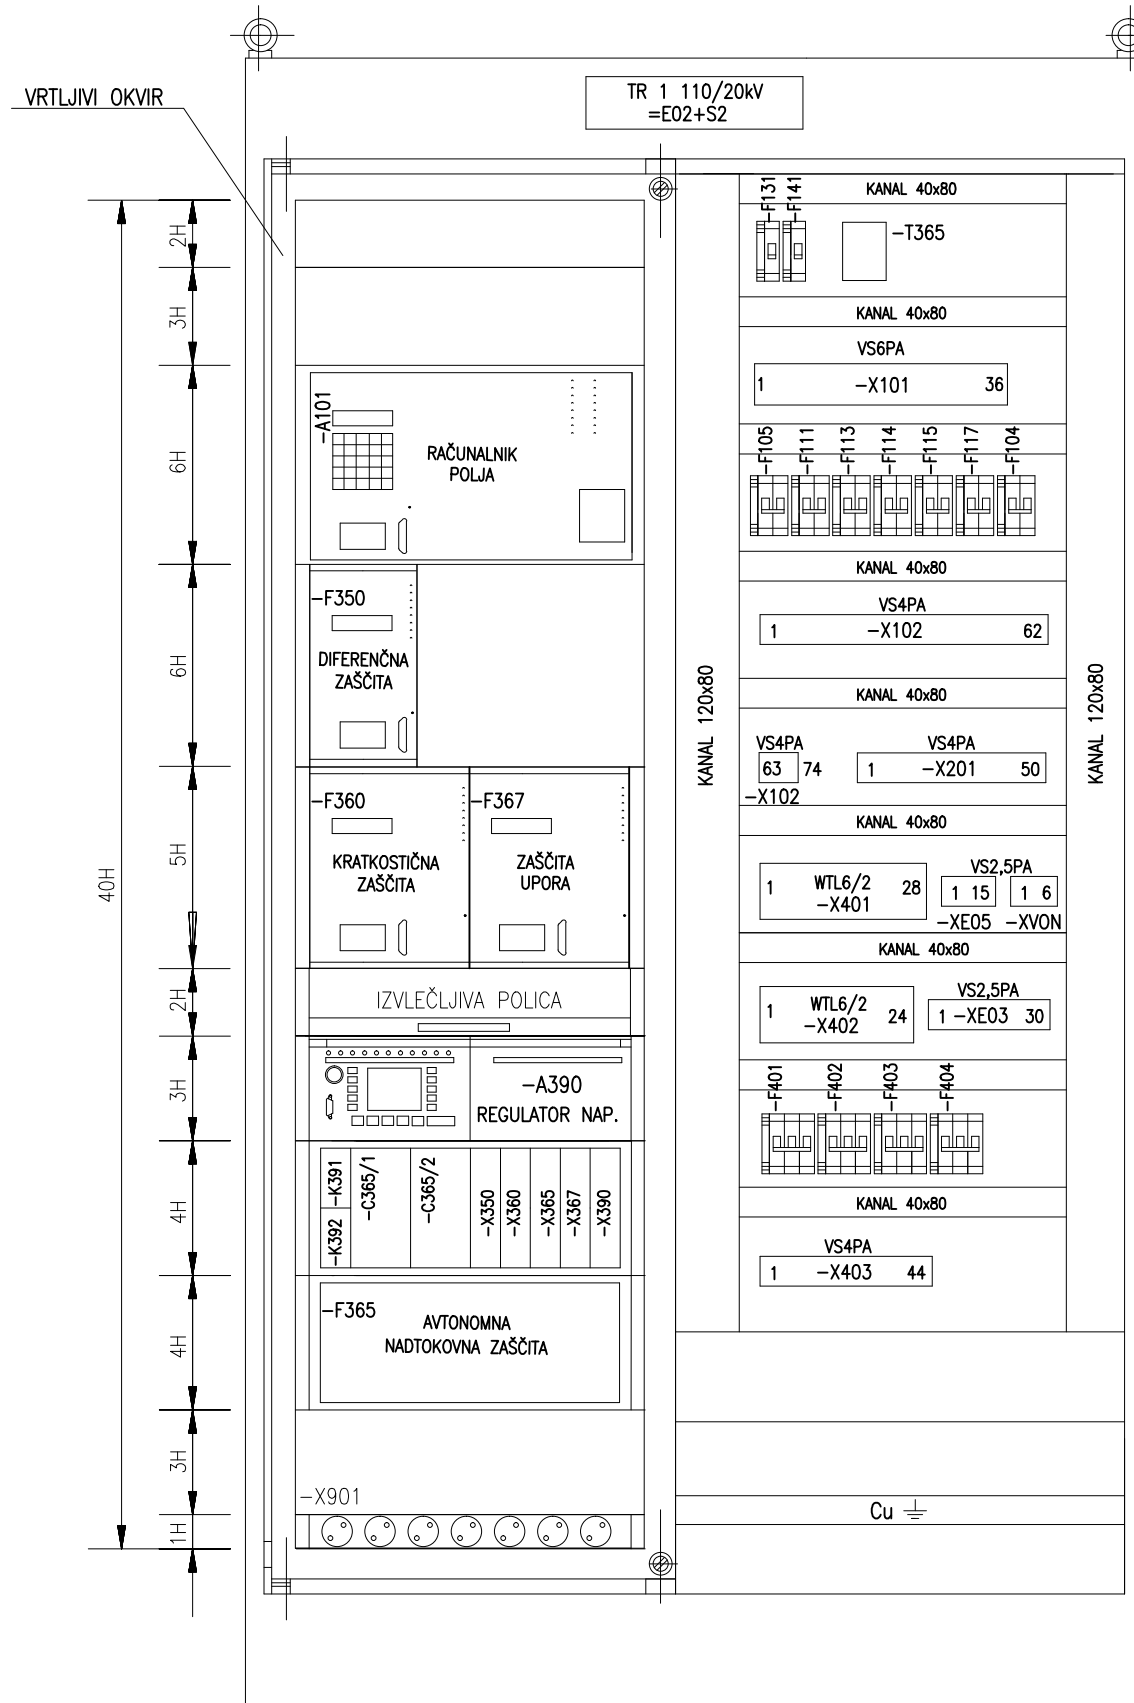 VRTLJIVI OKVIR
TR 1 110/20kV
=E02+S2
40H
2H
3H
6H
6H
5H
2H
3H
4H
4H
3H
1H
-A101
RAČUNALNIK
POLJA
-F350
DIFERENČNA
ZAŠČITA
-F360
KRATKOSTIČNA
ZAŠČITA
-F367
ZAŠČITA
UPORA
IZVLEČLJIVA POLICA
-A390
REGULATOR NAP.
-K391
-K392
-C365/1
-C365/2
-X350
-X360
-X365
-X367
-X390
-F365
AVTONOMNA
NADTOKOVNA ZAŠČITA
-X901
KANAL 120x80
KANAL 40x80
-F131
-F141
-T365
KANAL 40x80
VS6PA
1 -X101 36
-F105
-F111
-F113
-F114
-F115
-F117
-F104
KANAL 40x80
VS4PA
1 -X102 62
KANAL 40x80
VS4PA
63 74
-X102
VS4PA
1 -X201 50
KANAL 40x80
1 WTL6/2 28
-X401
VS2,5PA
1 15
1 6
-XE05 -XVON
KANAL 40x80
1 WTL6/2 24
-X402
VS2,5PA
1 -XE03 30
-F401
-F402
-F403
-F404
KANAL 40x80
VS4PA
1 -X403 44
KANAL 120x80
Cu